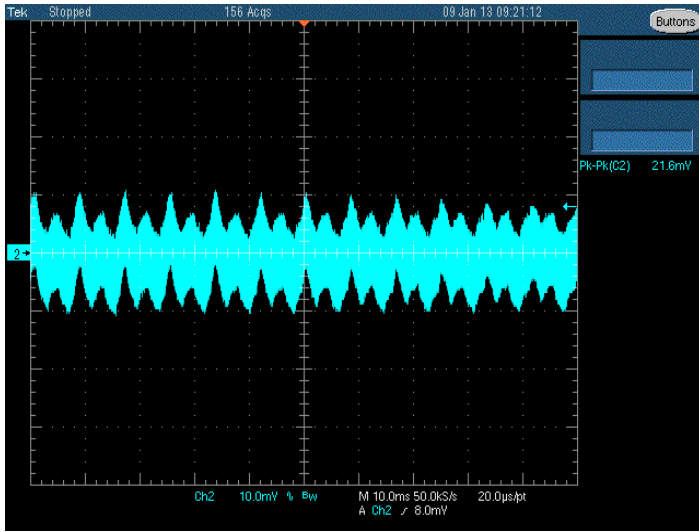 Tek Stopped 156 Acqs 09 Jan 13 09:21:12
Buttons
Pk-Pk(C2) 21.6mV
2
Ch2 10.0mV % Bw M 10.0ms 50.0kS/s 20.0µs/pt
A Ch2 / 8.0mV